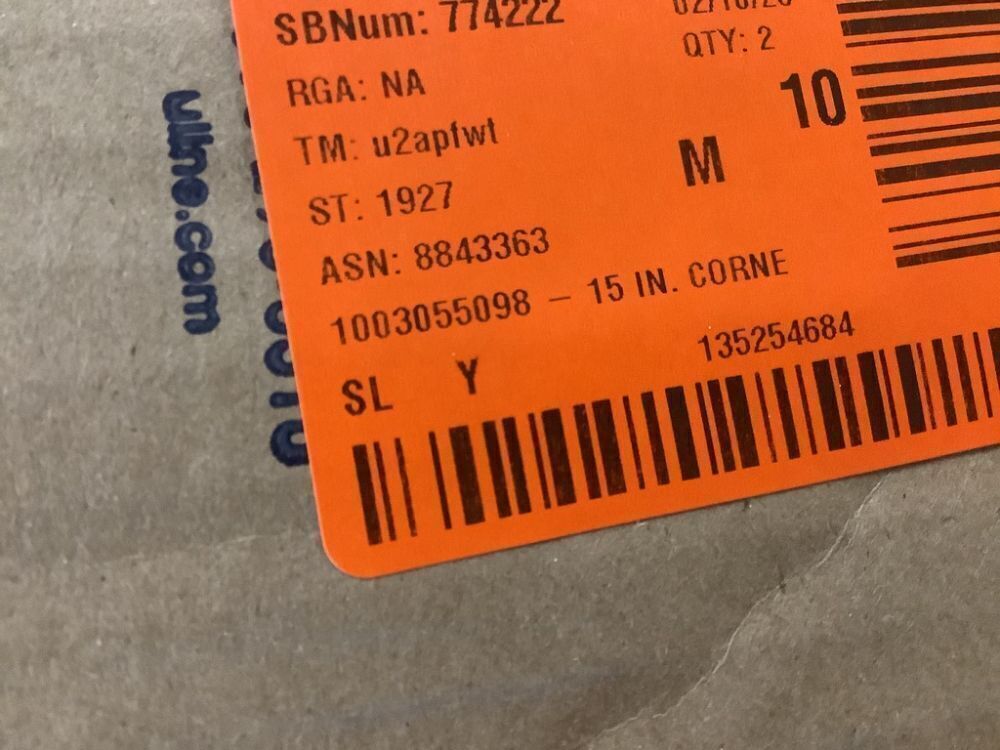 SBNum: 774222
QTY: 2
RGA: NA
10
TM: u2apfwt
M
ST: 1927
ASN: 8843363
1003055098 – 15 IN. CORNE
135254684
SL Y
uline.com